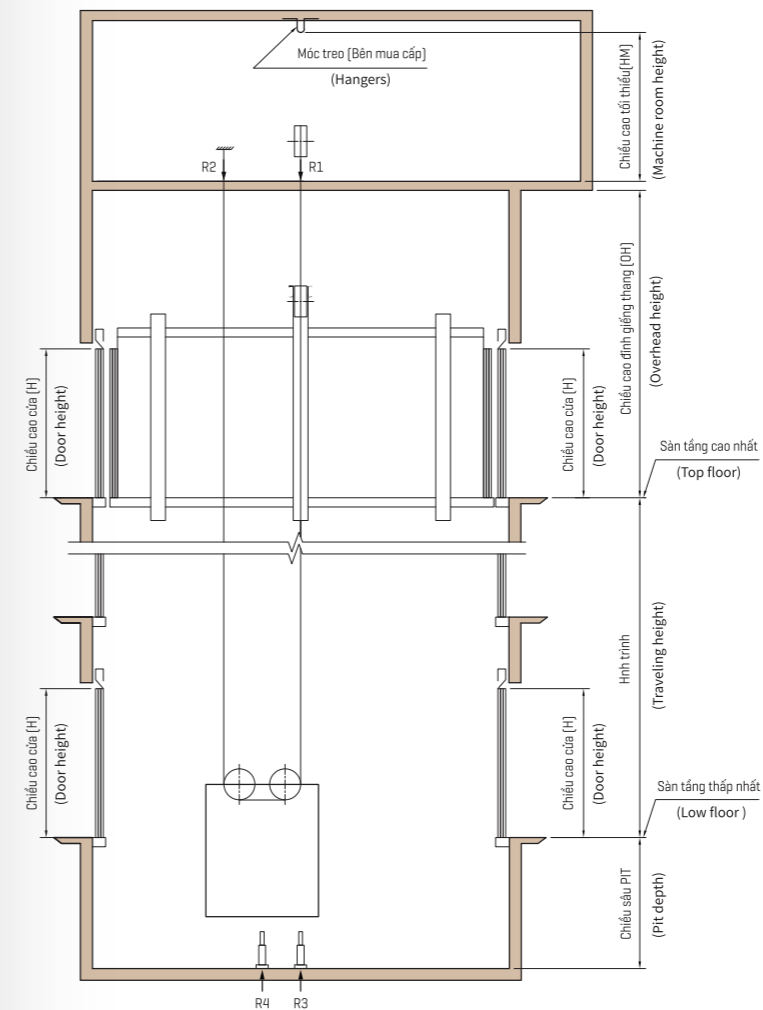 Móc treo [Bên mua cấp]
(Hangers)
Chiều cao tối thiểu[HM]
(Machine room height)
R2
R1
Chiều cao đỉnh giếng thang [OH]
(Overhead height)
Chiều cao cửa [H]
(Door height)
Chiều cao cửa [H]
(Door height)
Sàn tầng cao nhất
(Top floor)
Hnh trình
(Traveling height)
Chiều cao cửa [H]
(Door height)
Chiều cao cửa [H]
(Door height)
Sàn tầng thấp nhất
(Low floor )
Chiều sâu PIT
(Pit depth)
R4
R3